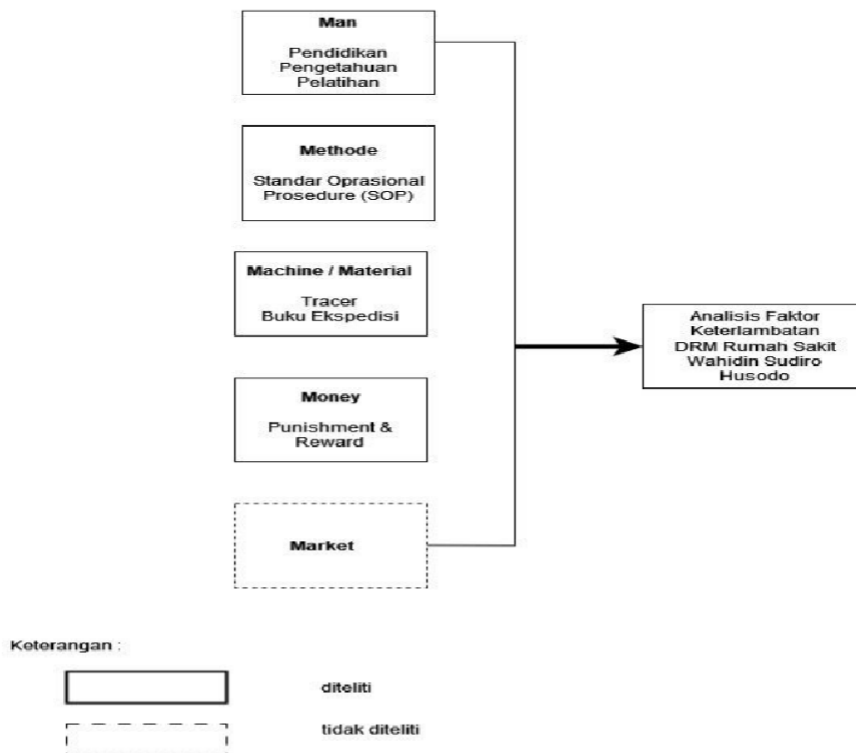 Man
Pendidikan
Pengetahuan
Pelatihan
Methode
Standar Oprasional
Prosedure (SOP)
Machine / Material
Tracer
Buku Ekspedisi
Money
Punishment &
Reward
Market
Analisis Faktor
Keterlambatan
DRM Rumah Sakit
Wahidin Sudiro
Husodo
Keterangan :
diteliti
tidak diteliti